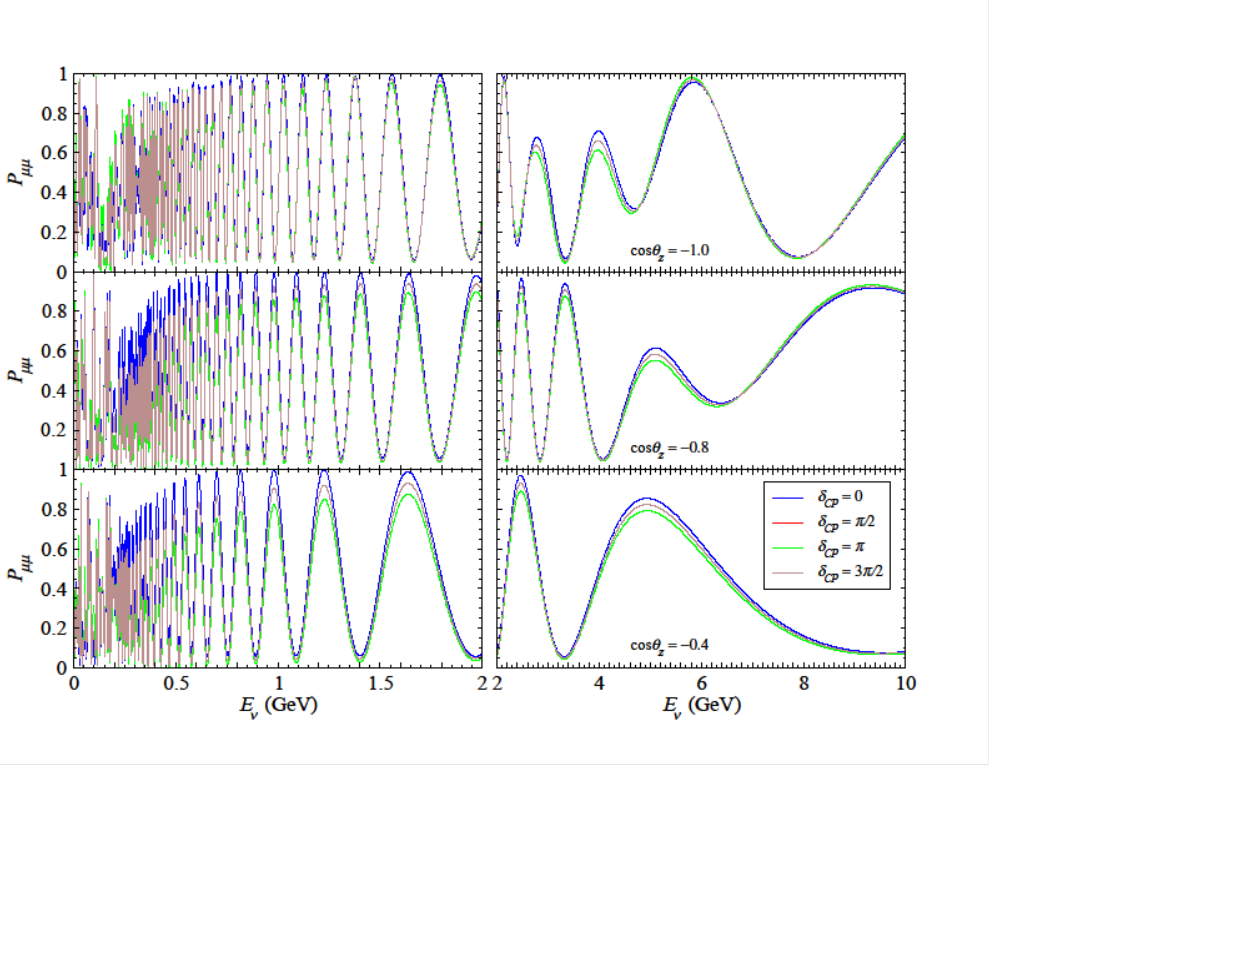 1
0.8
0.6
0.4
0.2
0
P_μμ
cosθ_z = −1.0
0.8
0.6
0.4
0.2
P_μμ
cosθ_z = −0.8
1
0.8
0.6
0.4
0.2
0
P_μμ
δ_CP = 0
δ_CP = π/2
δ_CP = π
δ_CP = 3π/2
cosθ_z = −0.4
0 0.5 1 1.5 2 2 4 6 8 10
E_ν (GeV) E_ν (GeV)